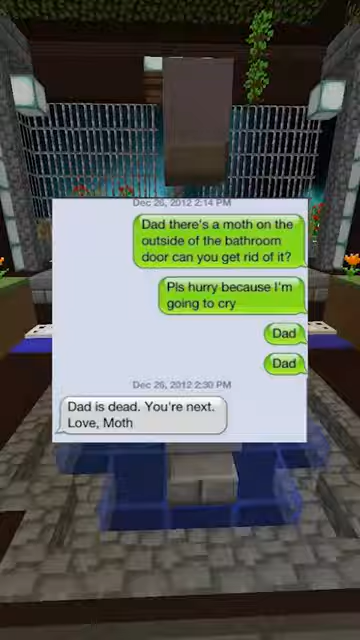 Dec 26, 2012 2:14 PM
Dad there's a moth on the
outside of the bathroom
door can you get rid of it?
Pls hurry because I'm
going to cry
Dad
Dad
Dec 26, 2012 2:30 PM
Dad is dead. You're next.
Love, Moth